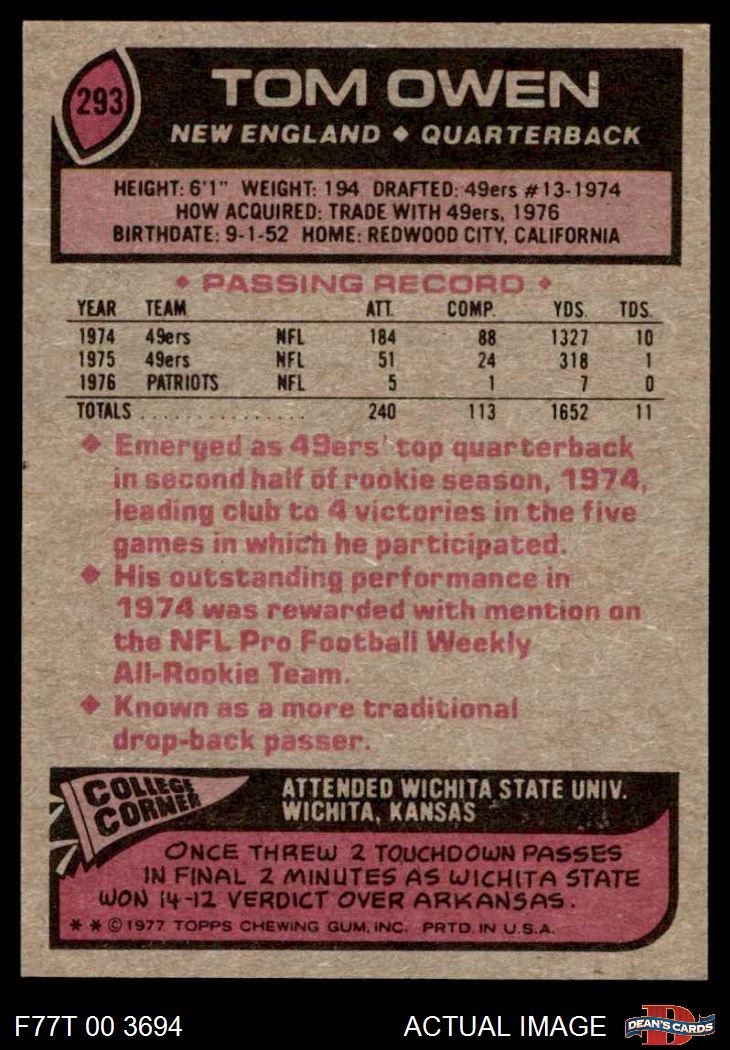 293
TOM OWEN
NEW ENGLAND ◆ QUARTERBACK
HEIGHT: 6'1" WEIGHT: 194 DRAFTED: 49ers #13-1974
HOW ACQUIRED: TRADE WITH 49ers, 1976
BIRTHDATE: 9-1-52 HOME: REDWOOD CITY, CALIFORNIA
◆ PASSING RECORD ◆
YEAR TEAM ATT. COMP. YDS. TDS.
1974 49ers NFL 184 88 1327 10
1975 49ers NFL 51 24 318 1
1976 PATRIOTS NFL 5 1 7 0
TOTALS . . . . . . . . . . . . . . . 240 113 1652 11
◆ Emerged as 49ers' top quarterback
in second half of rookie season, 1974,
leading club to 4 victories in the five
games in which he participated.
◆ His outstanding performance in
1974 was rewarded with mention on
the NFL Pro Football Weekly
All-Rookie Team.
◆ Known as a more traditional
drop-back passer.
COLLEGE
CORNER
ATTENDED WICHITA STATE UNIV.
WICHITA, KANSAS
ONCE THREW 2 TOUCHDOWN PASSES
IN FINAL 2 MINUTES AS WICHITA STATE
WON 14-12 VERDICT OVER ARKANSAS.
* * © 1977 TOPPS CHEWING GUM, INC. PRTD. IN U.S.A.
F77T 00 3694 ACTUAL IMAGE
D
DEAN'S CARDS